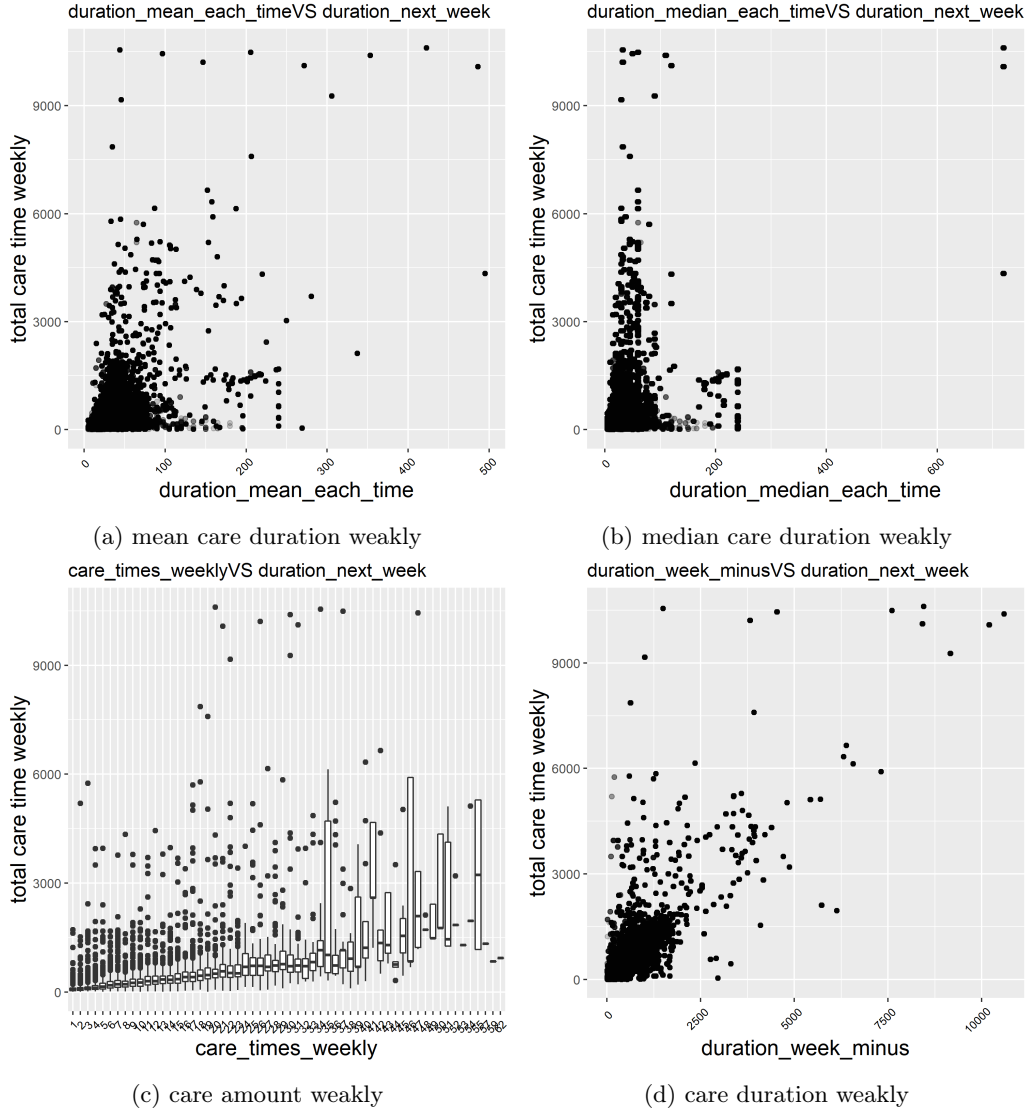 duration_mean_each_timeVS duration_next_week
total care time weekly
9000
6000
3000
0
0
100
200
300
400
500
duration_mean_each_time
(a) mean care duration weakly
duration_median_each_timeVS duration_next_week
total care time weekly
9000
6000
3000
0
0
200
400
600
duration_median_each_time
(b) median care duration weakly
care_times_weeklyVS duration_next_week
total care time weekly
9000
6000
3000
0
care_times_weekly
(c) care amount weakly
duration_week_minusVS duration_next_week
total care time weekly
9000
6000
3000
0
0
2500
5000
7500
10000
duration_week_minus
(d) care duration weakly